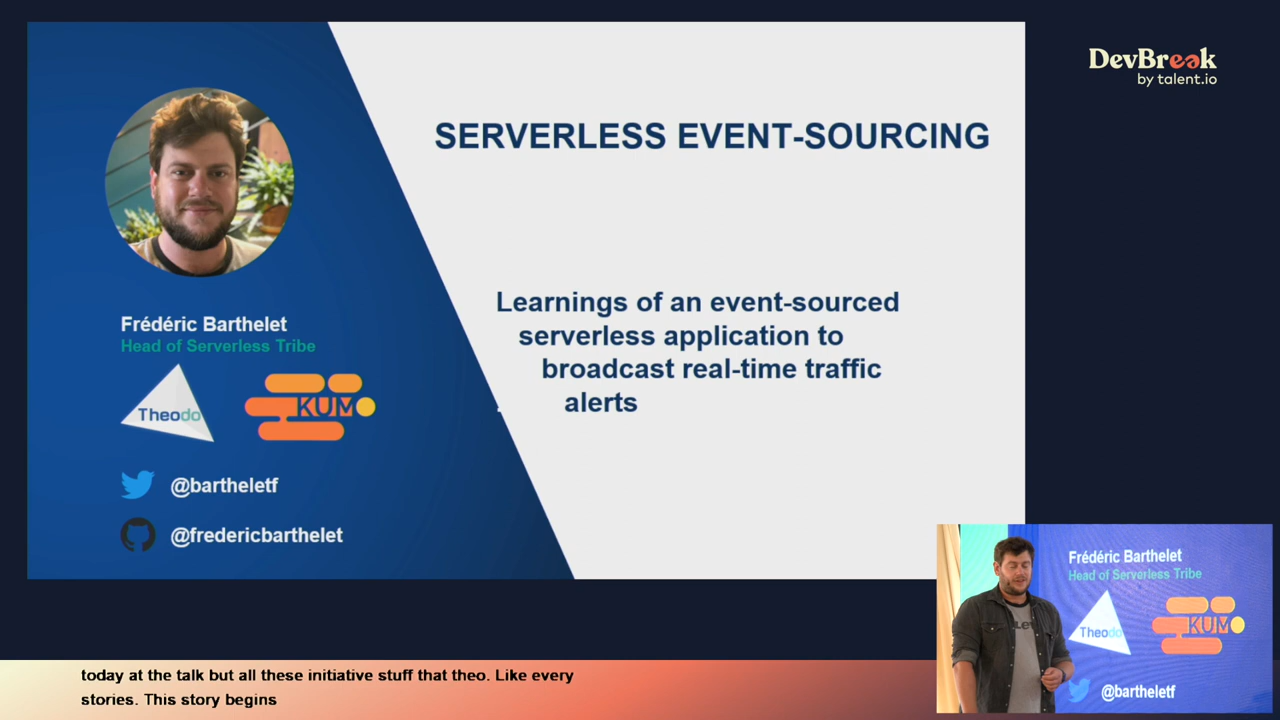 DevBreak
by talent.io
SERVERLESS EVENT-SOURCING
Learnings of an event-sourced
serverless application to
broadcast real-time traffic
alerts
Frédéric Barthelet
Head of Serverless Tribe
Theodo
KUMO
@bartheletf
@fredericbarthelet
Frédéric Barthelet
Head of Serverless Tribe
Theodo
KUMO
@bartheletf
today at the talk but all these initiative stuff that theo. Like every
stories. This story begins